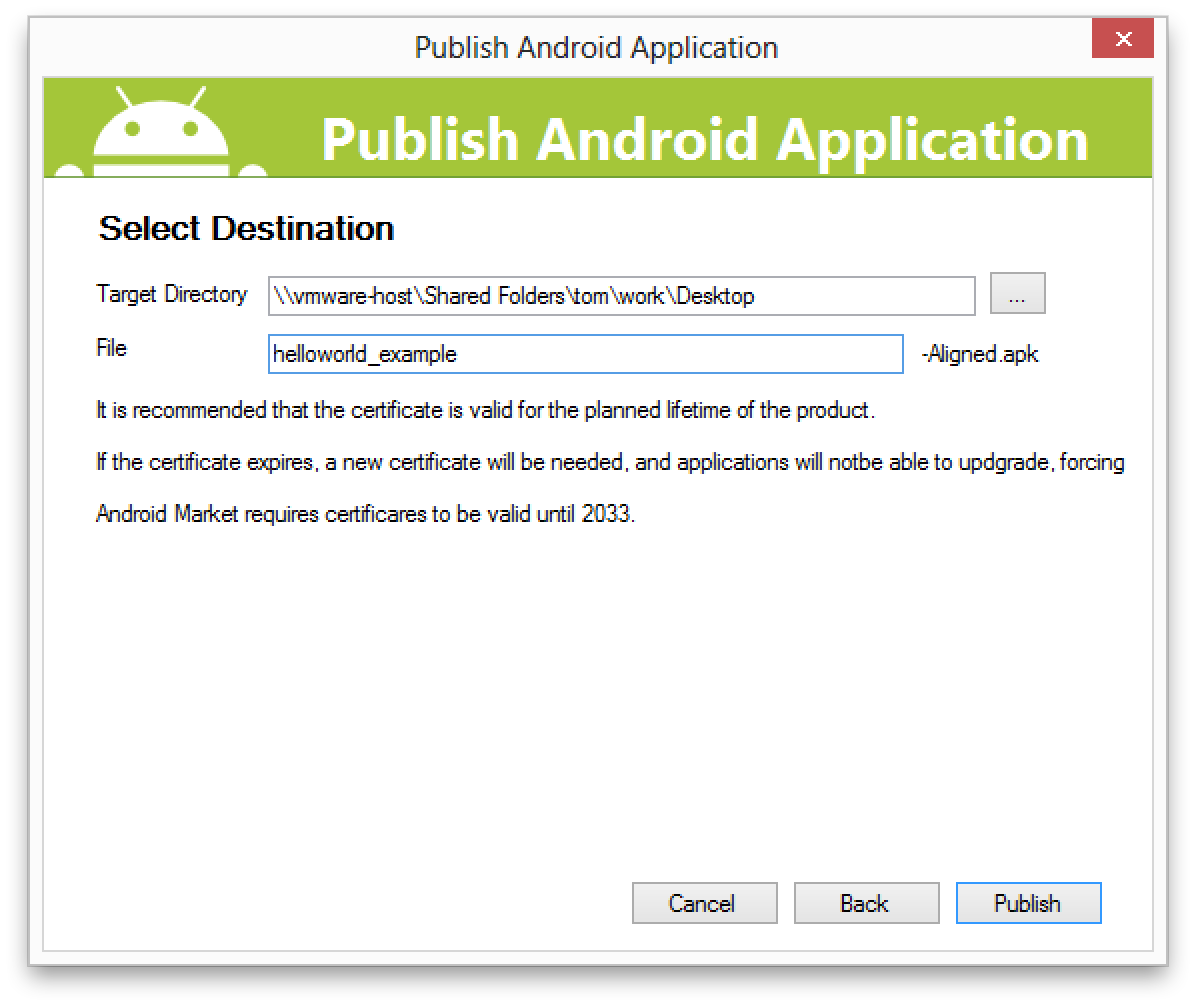 Publish Android Application
Publish Android Application
Select Destination
Target Directory \\vmware-host\Shared Folders\tom\work\Desktop ...
File helloworld_example -Aligned.apk
It is recommended that the certificate is valid for the planned lifetime of the product.
If the certificate expires, a new certificate will be needed, and applications will notbe able to updgrade, forcing
Android Market requires certificares to be valid until 2033.
Cancel Back Publish